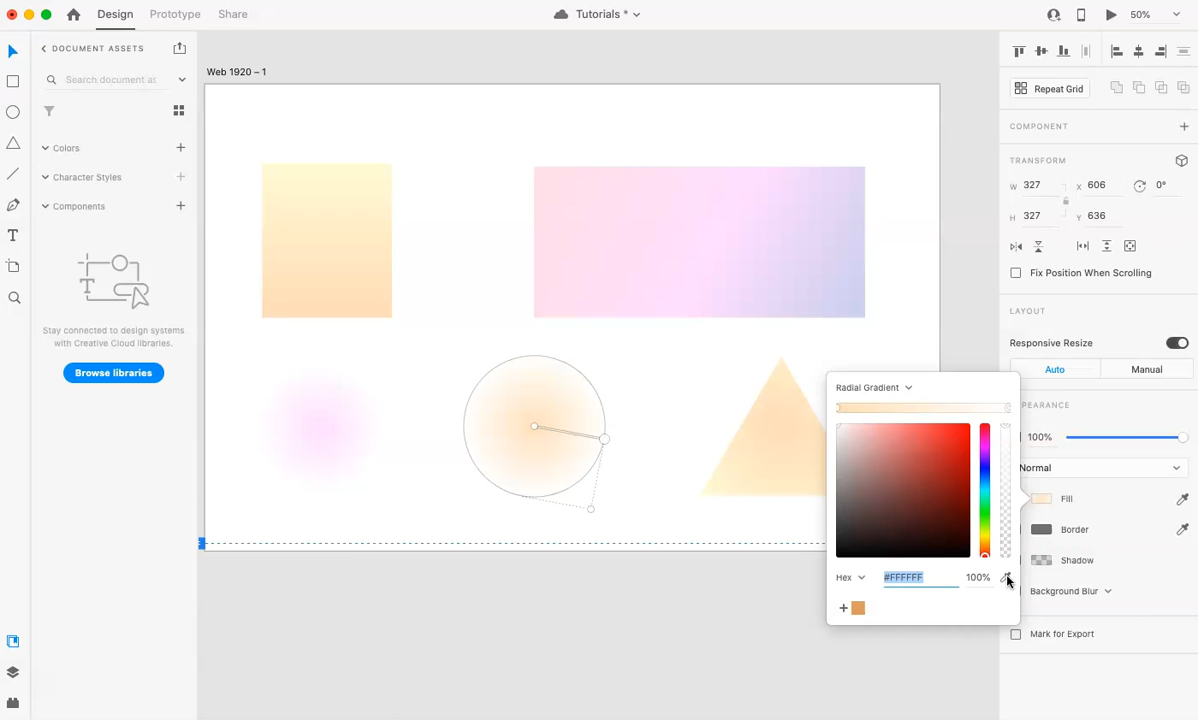 Design
Prototype
Share
Tutorials *
50%
DOCUMENT ASSETS
Search document as
Colors
Character Styles
Components
Stay connected to design systems
with Creative Cloud libraries.
Browse libraries
Web 1920 – 1
Repeat Grid
COMPONENT
TRANSFORM
W 327 X 606 0°
H 327 Y 636
Fix Position When Scrolling
LAYOUT
Responsive Resize
Auto Manual
PEARANCE
100%
Normal
Fill
Border
Shadow
Background Blur
Mark for Export
Radial Gradient
Hex #FFFFFF 100%